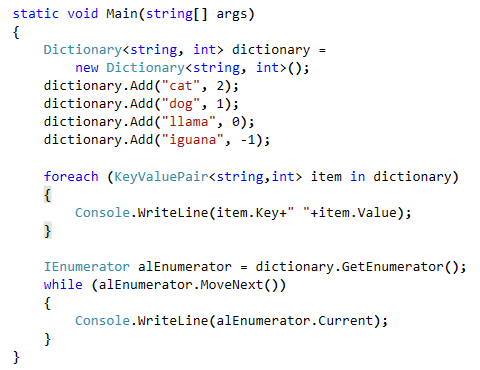 static void Main(string[] args)
{
    Dictionary<string, int> dictionary =
        new Dictionary<string, int>();
    dictionary.Add("cat", 2);
    dictionary.Add("dog", 1);
    dictionary.Add("llama", 0);
    dictionary.Add("iguana", -1);

    foreach (KeyValuePair<string,int> item in dictionary)
    {
        Console.WriteLine(item.Key+" "+item.Value);
    }

    IEnumerator alEnumerator = dictionary.GetEnumerator();
    while (alEnumerator.MoveNext())
    {
        Console.WriteLine(alEnumerator.Current);
    }
}